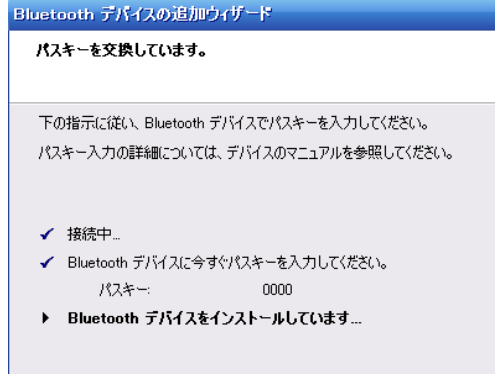 Bluetooth デバイスの追加ウィザード
パスキーを交換しています。
下の指示に従い、Bluetooth デバイスでパスキーを入力してください。
パスキー入力の詳細については、デバイスのマニュアルを参照してください。
接続中...
Bluetooth デバイスに今すぐパスキーを入力してください。
パスキー: 0000
Bluetooth デバイスをインストールしています...